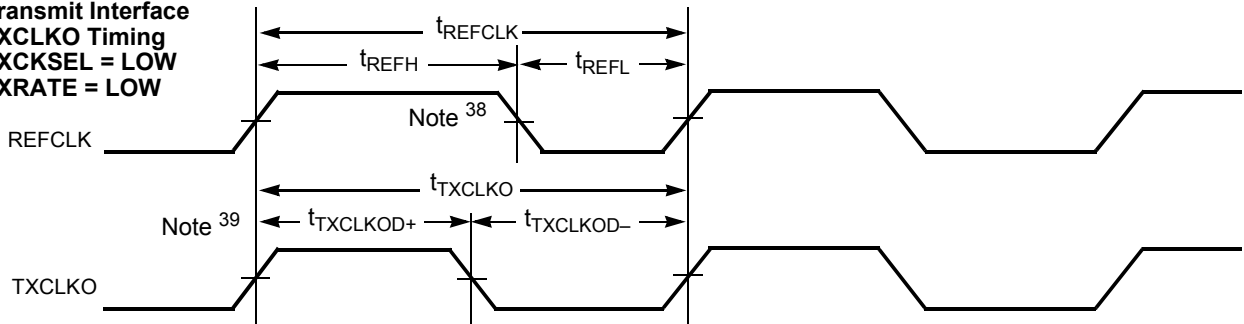 ransmit Interface
XCLKO Timing
XCKSEL = LOW
XRATE = LOW
tREFCLK
tREFH
tREFL
Note 38
REFCLK
tTXCLKO
Note 39
tTXCLKOD+
tTXCLKOD–
TXCLKO